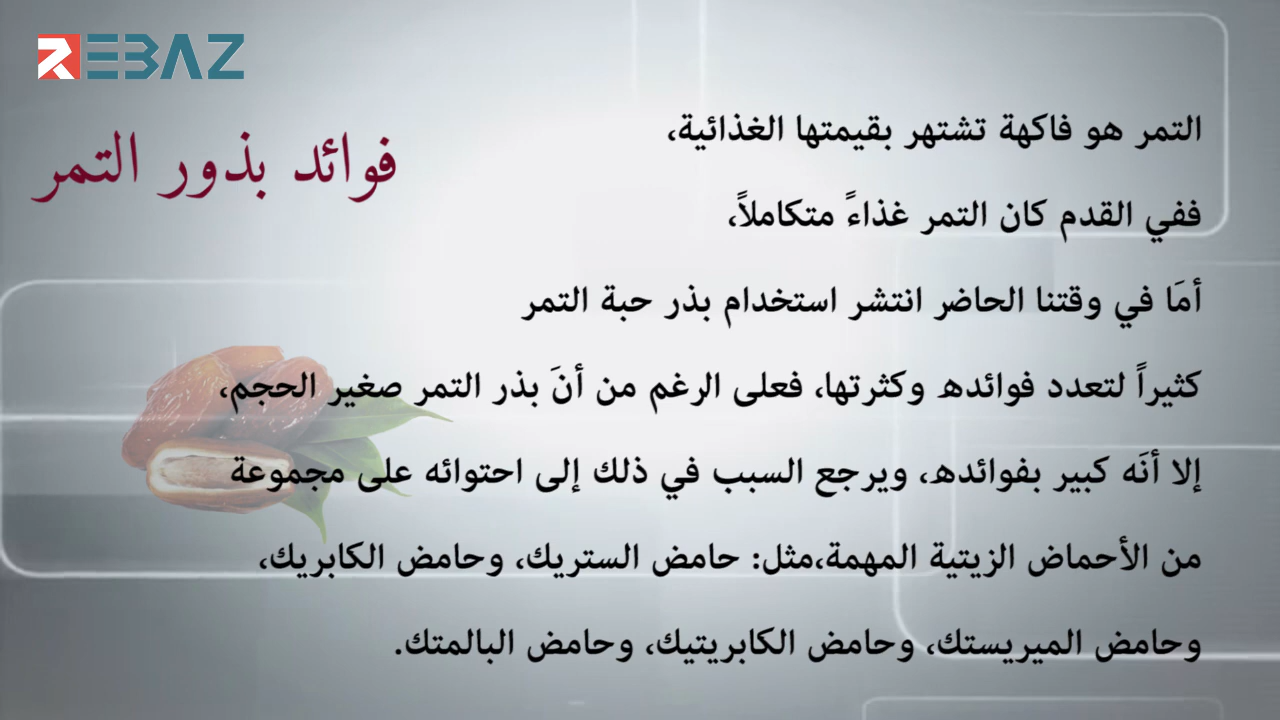 REBAZ
فوائد بذور التمر
التمر هو فاكهة تشتهر بقيمتها الغذائية،
ففي القدم كان التمر غذاءً متكاملاً،
أمَا في وقتنا الحاضر انتشر استخدام بذر حبة التمر
كثيراً لتعدد فوائده وكثرتها، فعلى الرغم من أنَ بذر التمر صغير الحجم،
إلا أنَه كبير بفوائده، ويرجع السبب في ذلك إلى احتوائه على مجموعة
من الأحماض الزيتية المهمة،مثل: حامض الستريك، وحامض الكابريك،
وحامض الميريستك، وحامض الكابريتيك، وحامض البالمتك.